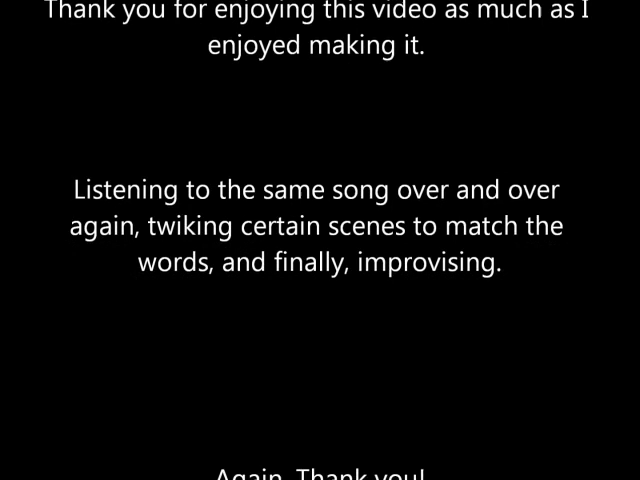 Thank you for enjoying this video as much as I
enjoyed making it.
Listening to the same song over and over
again, twiking certain scenes to match the
words, and finally, improvising.
Again, Thank you!